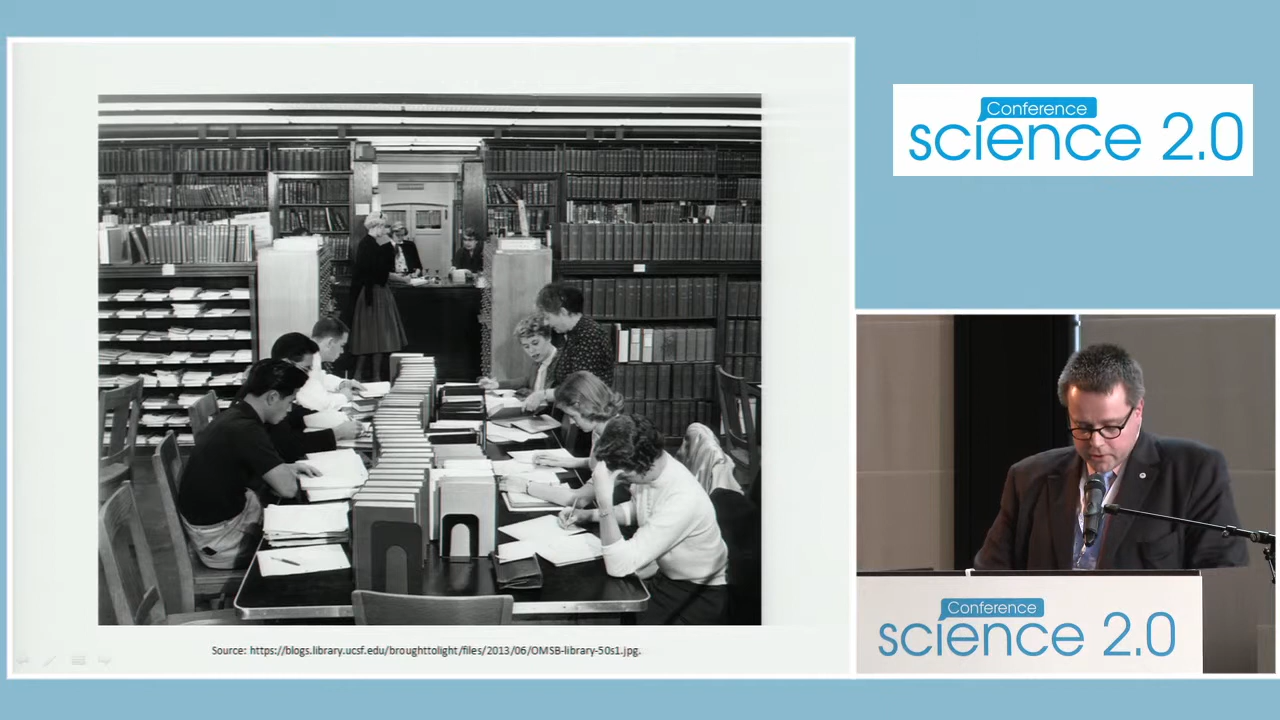 Conference
science 2.0
Source: https://blogs.library.ucsf.edu/broughttolight/files/2013/06/OMSB-library-50s1.jpg.
Conference
science 2.0